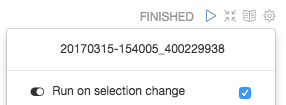 FINISHED
20170315-154005_400229938
Run on selection change